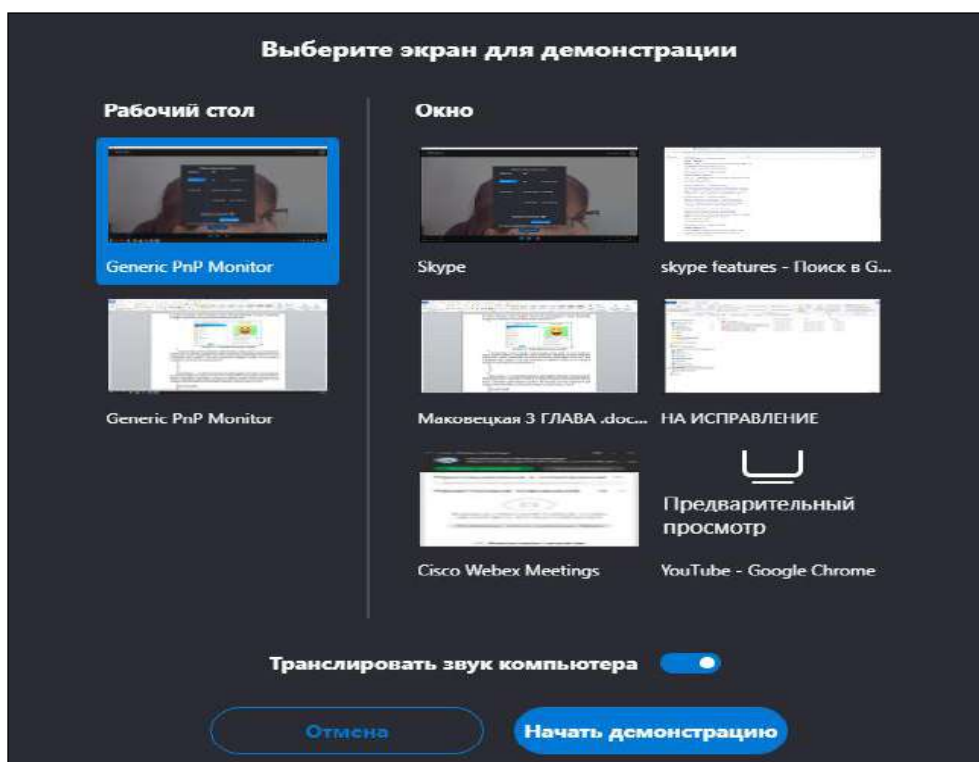 Выберите экран для демонстрации
Рабочий стол
Generic PnP Monitor
Generic PnP Monitor
Окно
Skype
skype features - Поиск в G...
Маковецкая 3 ГЛАВА .doc...
НА ИСПРАВЛЕНИЕ
Предварительный
просмотр
Cisco Webex Meetings
YouTube - Google Chrome
Транслировать звук компьютера
Отмена
Начать демонстрацию